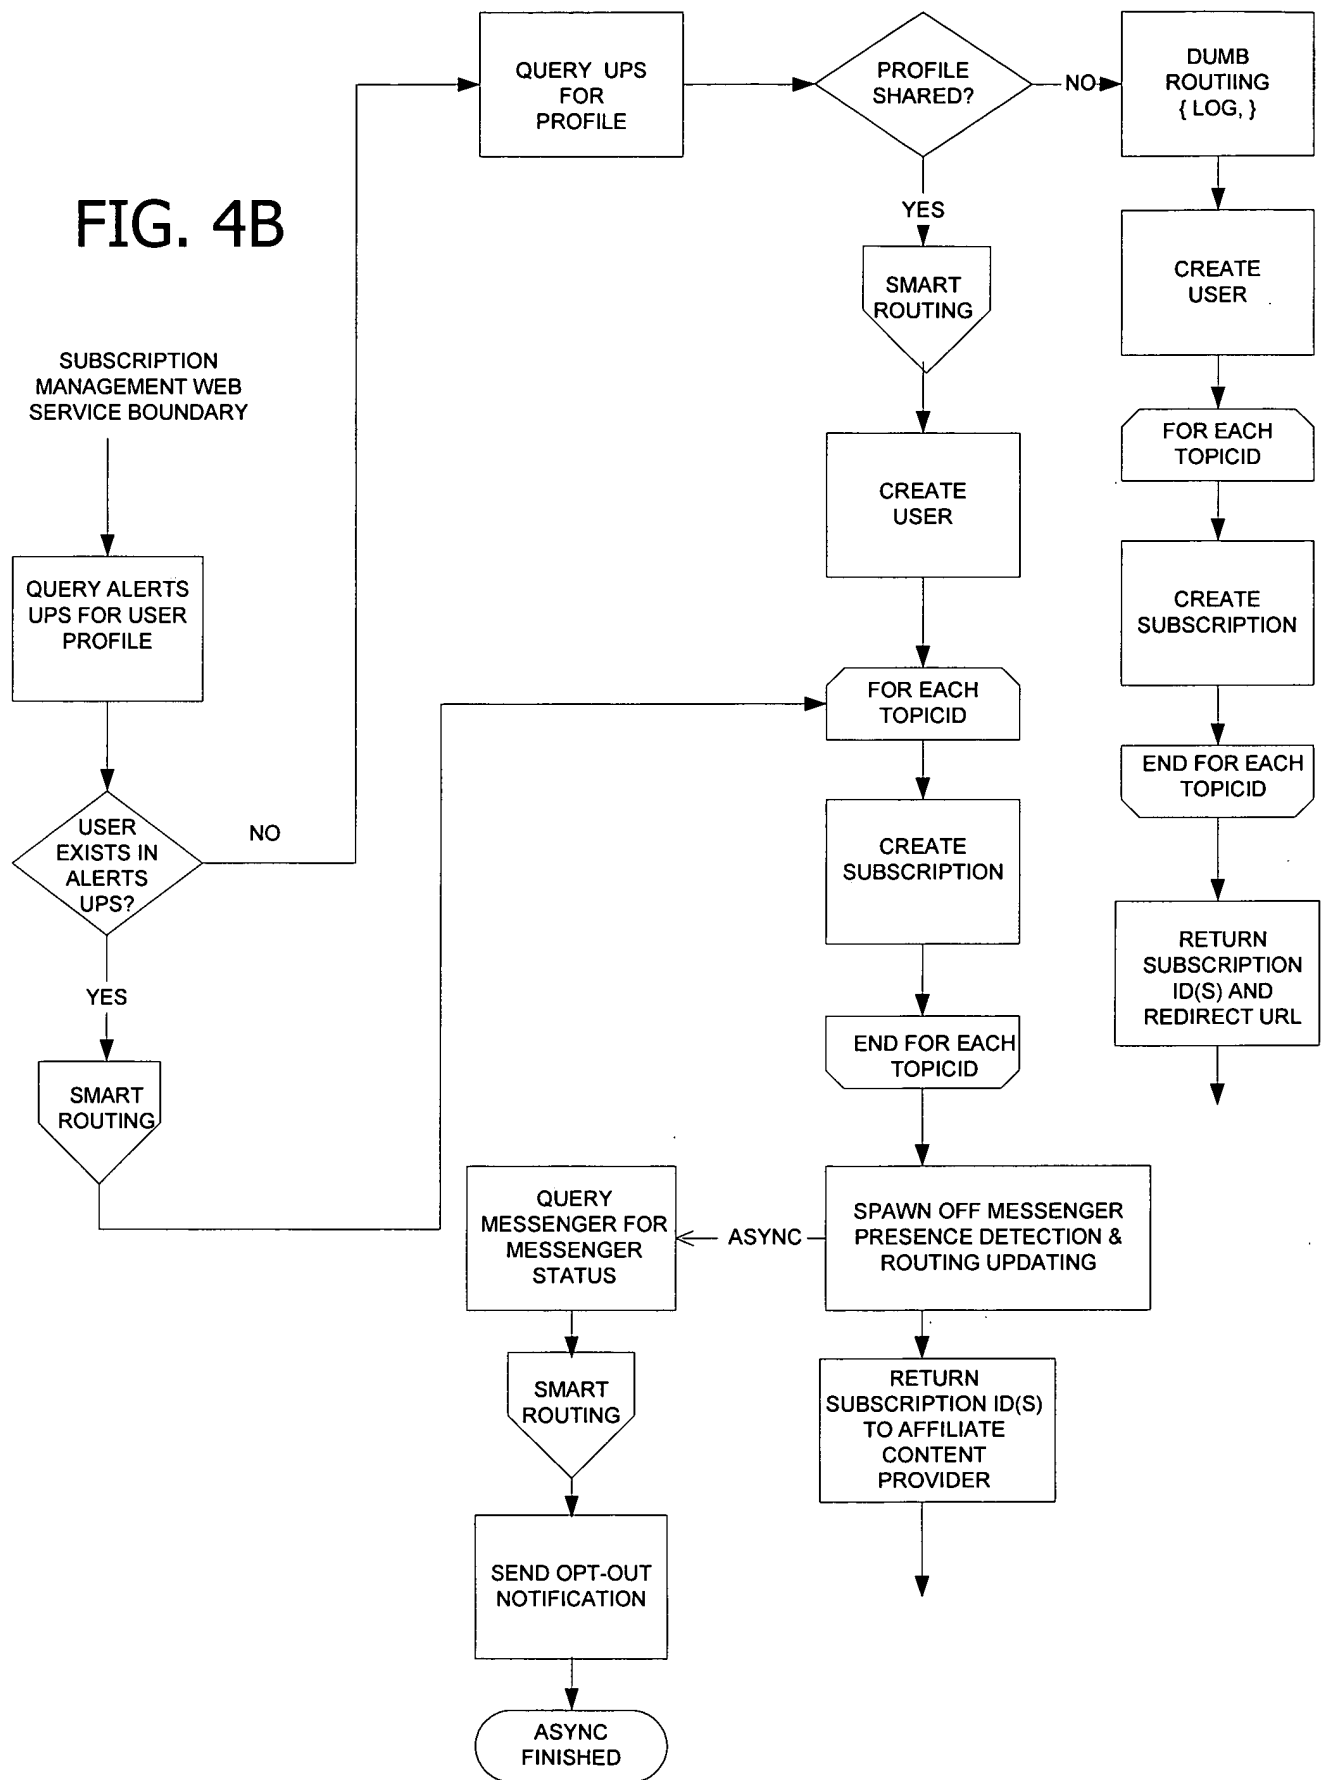 QUERY UPS
FOR
PROFILE
PROFILE
SHARED?
NO
DUMB
ROUTIING
{ LOG, }
FIG. 4B
YES
SMART
ROUTING
CREATE
USER
SUBSCRIPTION
MANAGEMENT WEB
SERVICE BOUNDARY
FOR EACH
TOPICID
CREATE
USER
QUERY ALERTS
UPS FOR USER
PROFILE
CREATE
SUBSCRIPTION
FOR EACH
TOPICID
END FOR EACH
TOPICID
USER
EXISTS IN
ALERTS
UPS?
NO
CREATE
SUBSCRIPTION
RETURN
SUBSCRIPTION
ID(S) AND
REDIRECT URL
YES
END FOR EACH
TOPICID
SMART
ROUTING
QUERY
MESSENGER FOR
MESSENGER
STATUS
ASYNC
SPAWN OFF MESSENGER
PRESENCE DETECTION &
ROUTING UPDATING
SMART
ROUTING
RETURN
SUBSCRIPTION ID(S)
TO AFFILIATE
CONTENT
PROVIDER
SEND OPT-OUT
NOTIFICATION
ASYNC
FINISHED